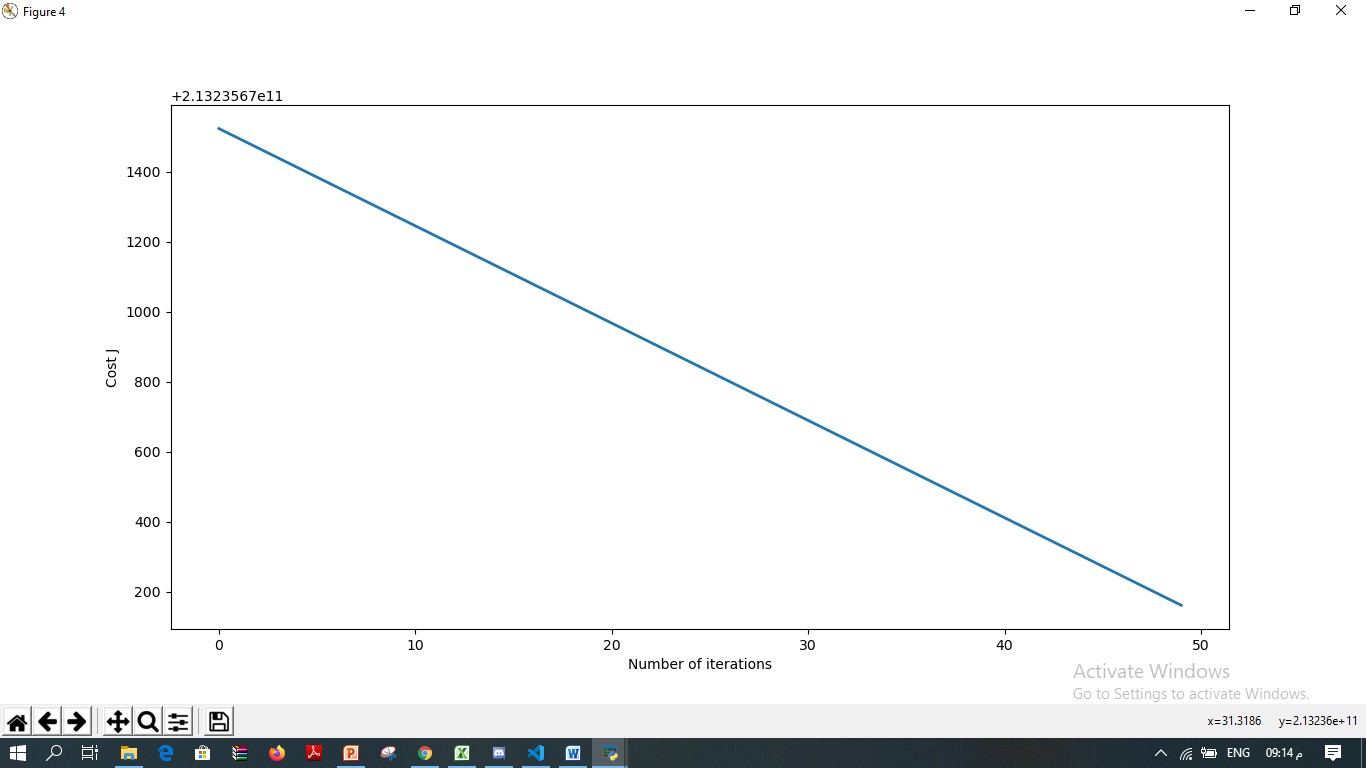 Figure 4
+2.1323567e11
1400
1200
1000
800
600
400
200
Cost J
0 10 20 30 40 50
Number of iterations
Activate Windows
Go to Settings to activate Windows.
x=31.3186 y=2.13236e+11
ENG 09:14 م